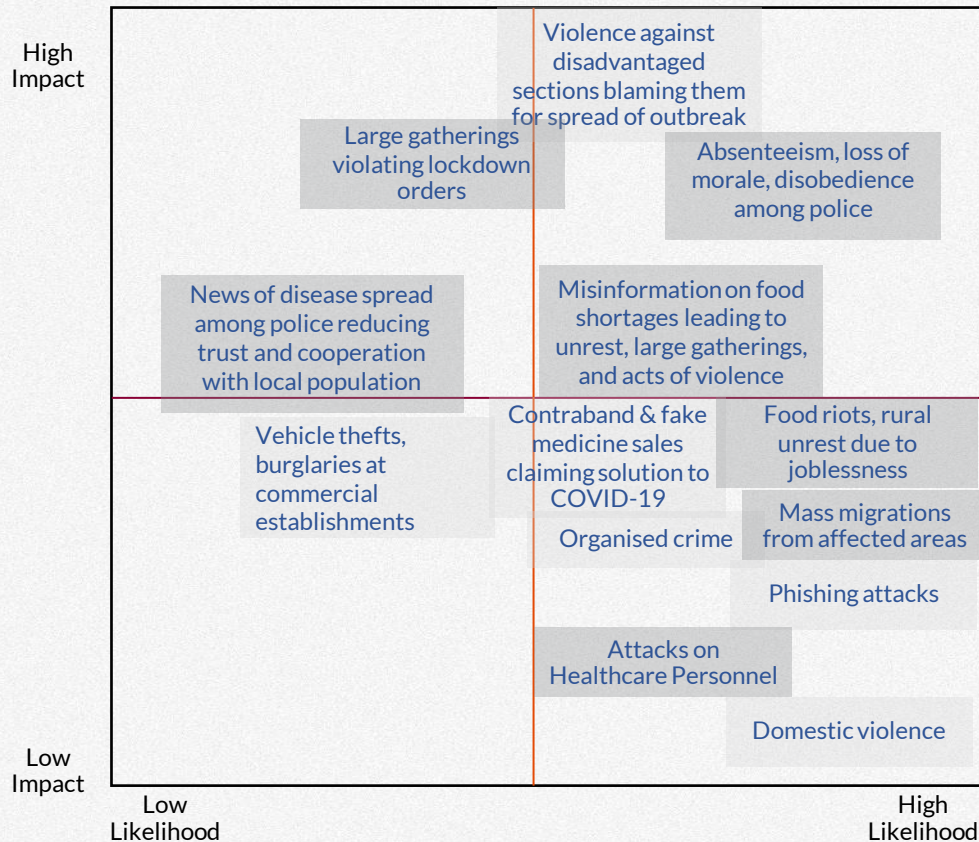 High
Impact
Violence against
disadvantaged
sections blaming them
for spread of outbreak
Large gatherings
violating lockdown
orders
Absenteeism, loss of
morale, disobedience
among police
News of disease spread
among police reducing
trust and cooperation
with local population
Misinformation on food
shortages leading to
unrest, large gatherings,
and acts of violence
Vehicle thefts,
burglaries at
commercial
establishments
Contraband & fake
medicine sales
claiming solution to
COVID-19
Food riots, rural
unrest due to
joblessness
Organised crime
Mass migrations
from affected areas
Phishing attacks
Attacks on
Healthcare Personnel
Domestic violence
Low
Impact
Low
Likelihood
High
Likelihood